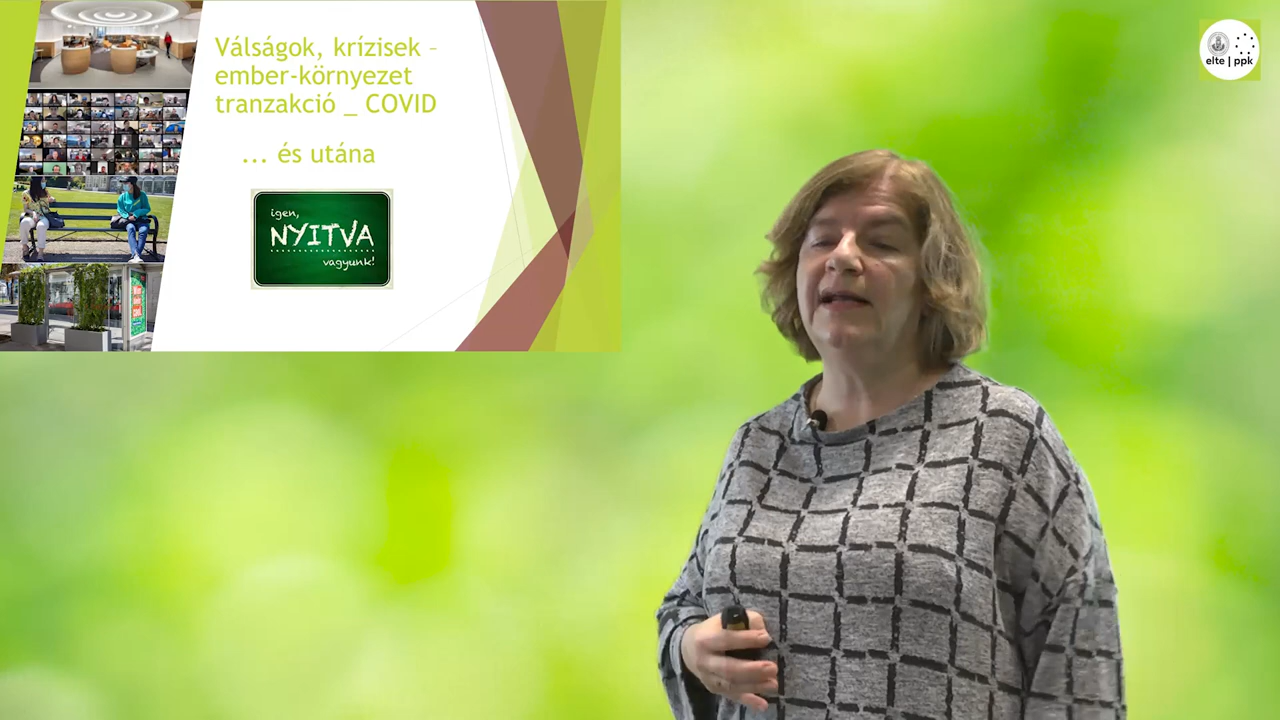 Válságok, krízisek –
ember-környezet
tranzakció _ COVID
... és utána
igen,
NYITVA
vagyunk!
elte | ppk